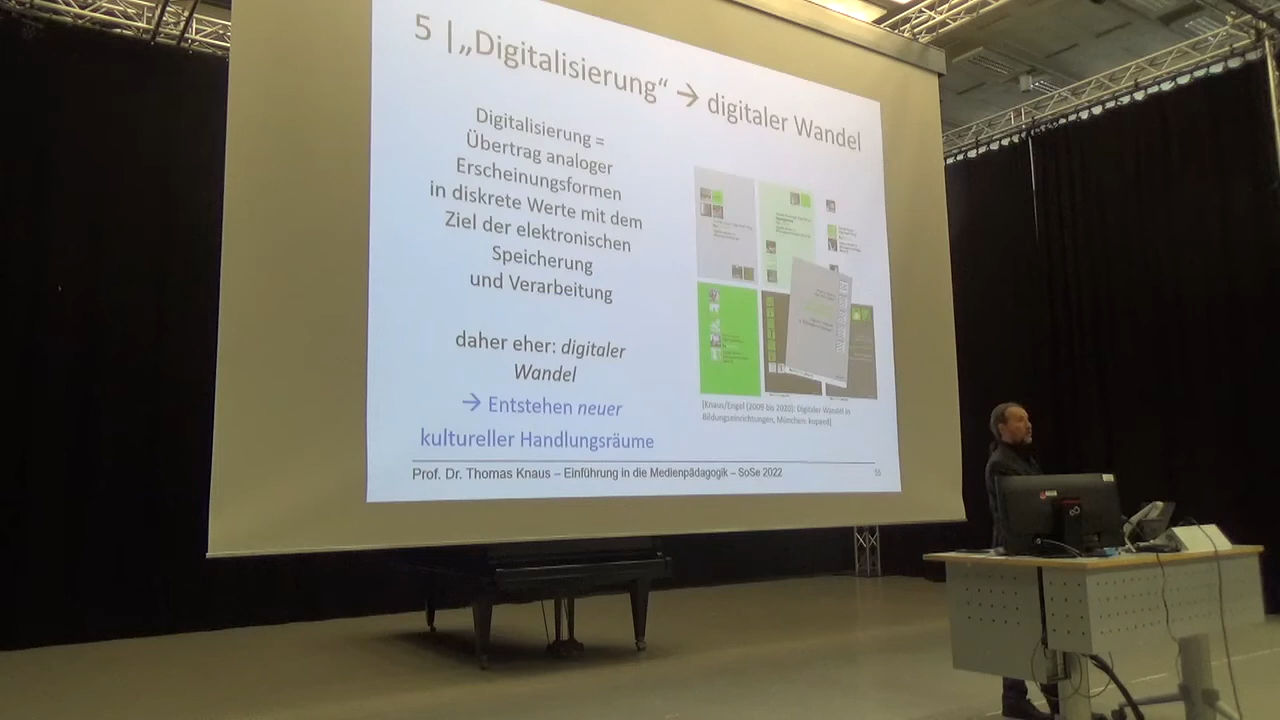 5 | „Digitalisierung“ → digitaler Wandel
Digitalisierung =
Übertrag analoger
Erscheinungsformen
in diskrete Werte mit dem
Ziel der elektronischen
Speicherung
und Verarbeitung
daher eher: digitaler
Wandel
→ Entstehen neuer
kultureller Handlungsräume
[Knaus/Engel (2009 bis 2020): Digitaler Wandel in
Bildungseinrichtungen, München: kopaed]
Prof. Dr. Thomas Knaus – Einführung in die Medienpädagogik – SoSe 2022